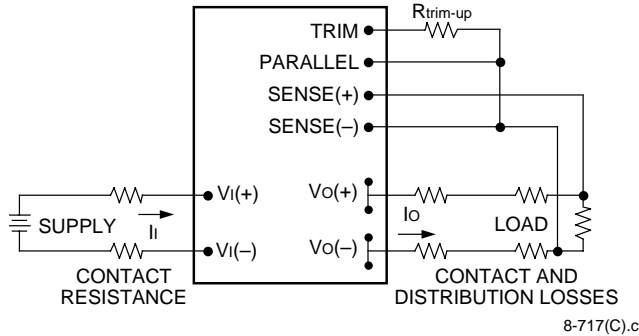 TRIM
Rtrim-up
PARALLEL
SENSE(+)
SENSE(–)
VI(+)
VO(+)
SUPPLY
II
IO
LOAD
VI(–)
VO(–)
CONTACT
RESISTANCE
CONTACT AND
DISTRIBUTION LOSSES
8-717(C).c